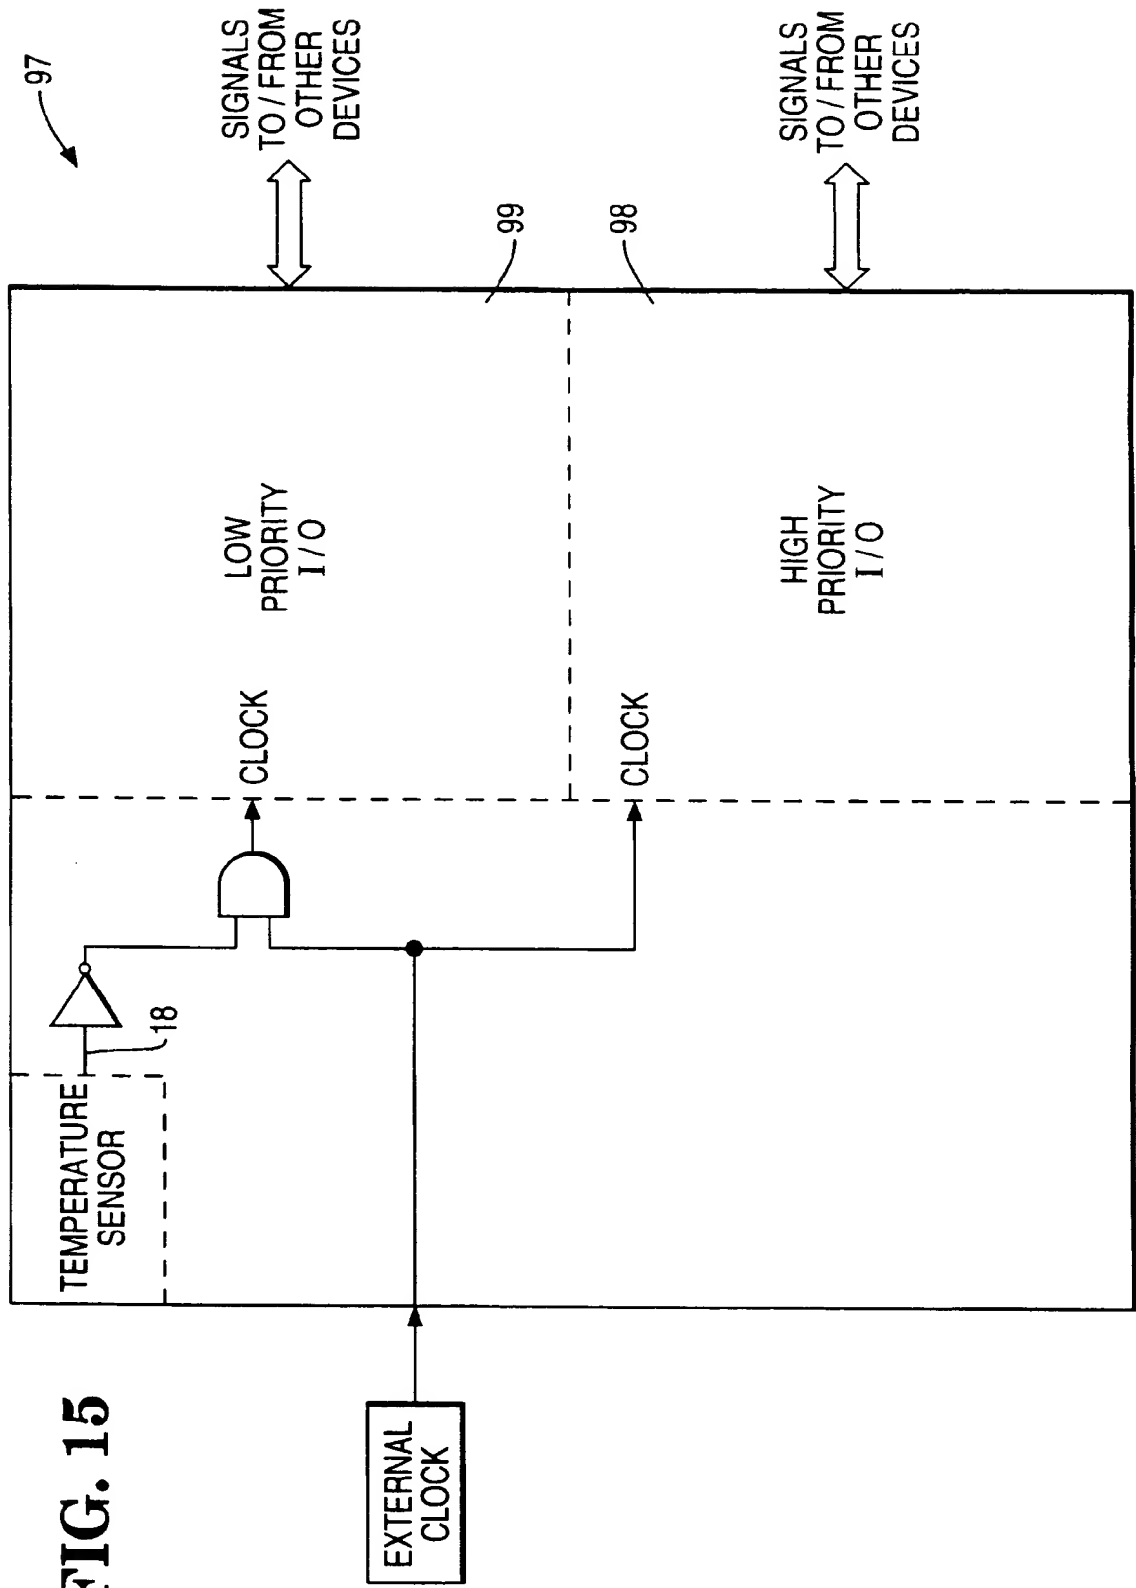 FIG. 15
97
TEMPERATURE
SENSOR
18
EXTERNAL
CLOCK
CLOCK
LOW
PRIORITY
I/O
99
SIGNALS
TO/FROM
OTHER
DEVICES
CLOCK
HIGH
PRIORITY
I/O
98
SIGNALS
TO/FROM
OTHER
DEVICES